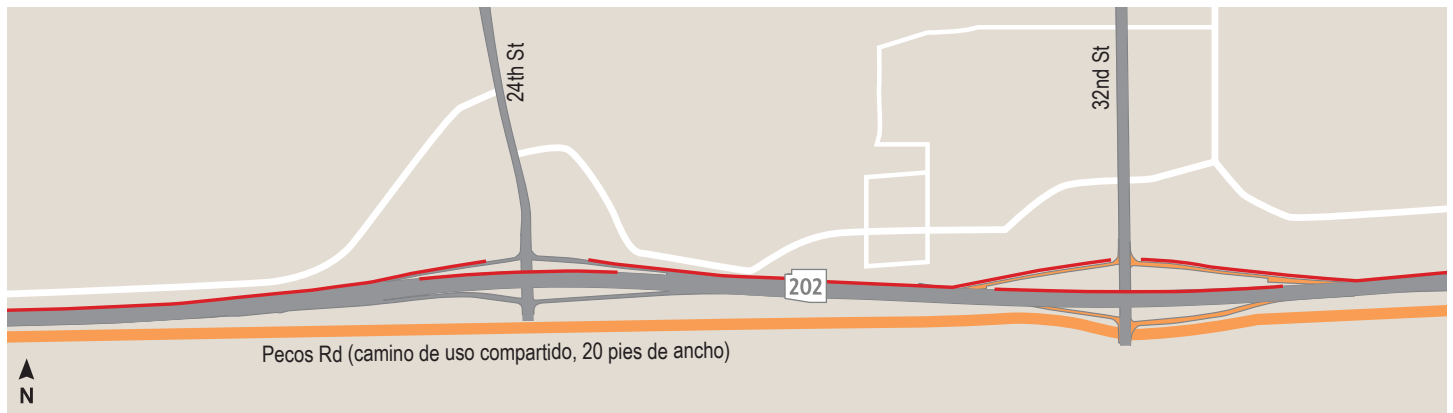 24th St
32nd St
202
Pecos Rd (camino de uso compartido, 20 pies de ancho)
N